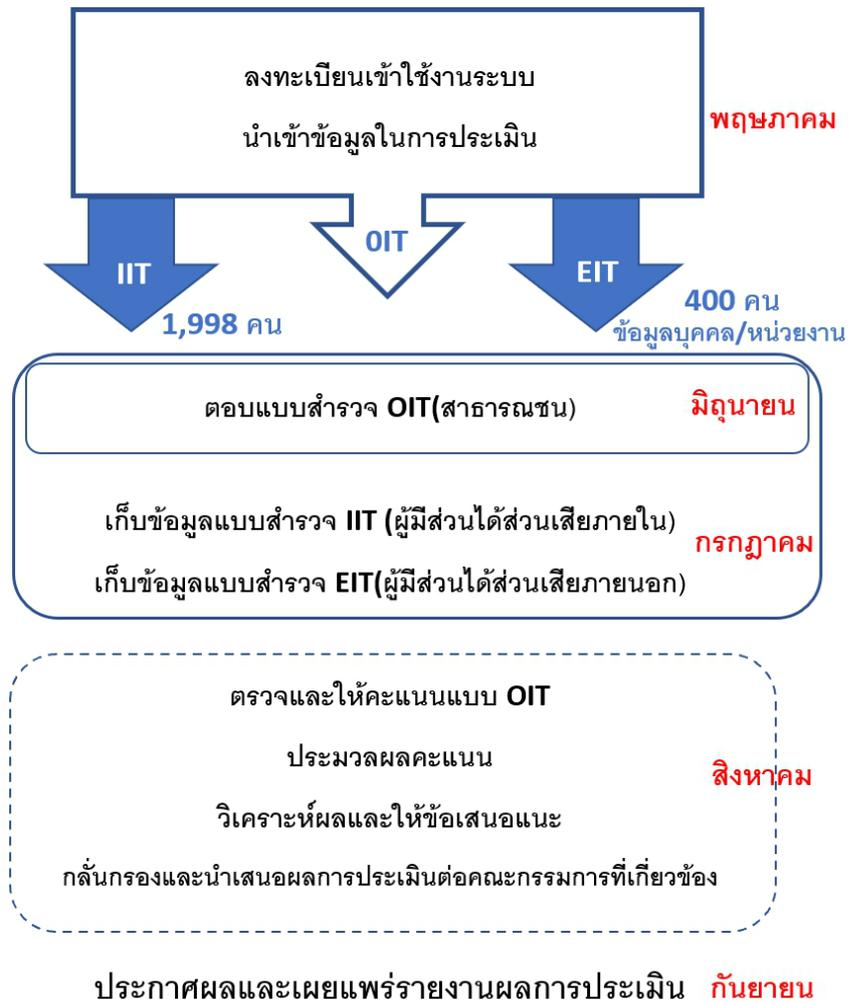 ลงทะเบียนเข้าใช้งานระบบ
นำเข้าข้อมูลในการประเมิน
พฤษภาคม
IIT
OIT
EIT
1,998 คน
400 คน
ข้อมูลบุคคล/หน่วยงาน
ตอบแบบสำรวจ OIT(สาธารณชน)
มิถุนายน
เก็บข้อมูลแบบสำรวจ IIT (ผู้มีส่วนได้ส่วนเสียภายใน)
กรกฎาคม
เก็บข้อมูลแบบสำรวจ EIT(ผู้มีส่วนได้ส่วนเสียภายนอก)
ตรวจและให้คะแนนแบบ OIT
ประมวลผลคะแนน
สิงหาคม
วิเคราะห์ผลและให้ข้อเสนอแนะ
กลั่นกรองและนำเสนอผลการประเมินต่อคณะกรรมการที่เกี่ยวข้อง
ประกาศผลและเผยแพร่รายงานผลการประเมิน กันยายน